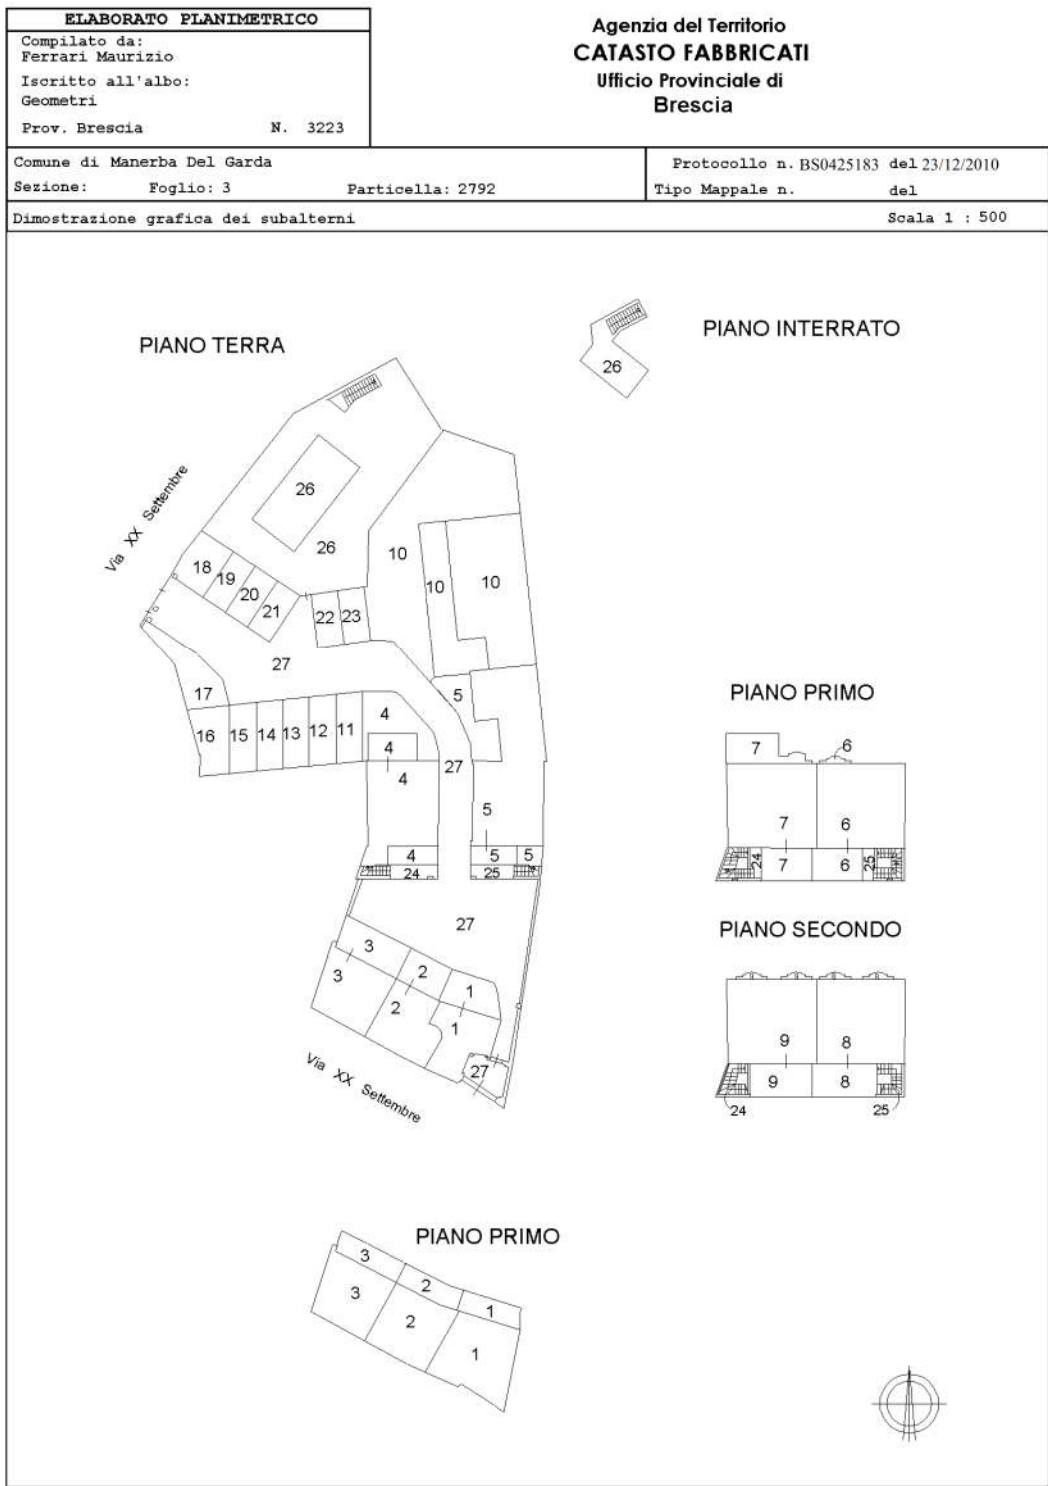 ELABORATO PLANIMETRICO
Compilato da:
Ferrari Maurizio
Iscritto all'albo:
Geometri
Prov. Brescia N. 3223
Agenzia del Territorio
CATASTO FABBRICATI
Ufficio Provinciale di
Brescia
Comune di Manerba Del Garda
Sezione: Foglio: 3 Particella: 2792
Protocollo n. BS0425183 del 23/12/2010
Tipo Mappale n. del
Dimostrazione grafica dei subalterni Scala 1 : 500
PIANO TERRA
26
26
Via XX Settembre
18
19
20
21
22
23
10
10
10
27
17
16
15
14
13
12
11
4
4
4
5
27
5
4
5
5
24
25
27
3
3
2
2
1
1
27
Via XX Settembre
PIANO INTERRATO
26
PIANO PRIMO
7
6
7
6
24
7
6
25
PIANO SECONDO
9
8
9
8
24
25
PIANO PRIMO
3
3
2
2
1
1